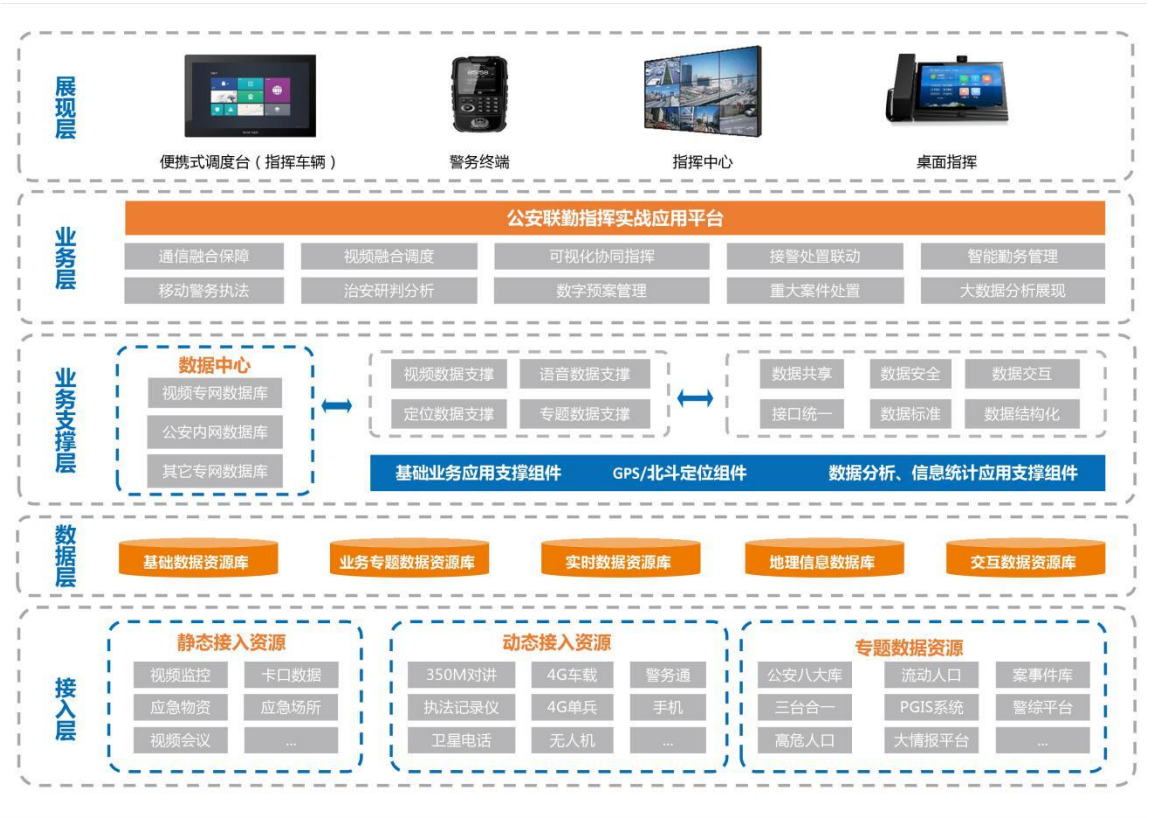 展现层
便携式调度台（指挥车辆）
警务终端
指挥中心
桌面指挥
业务层
公安联勤指挥实战应用平台
通信融合保障
视频融合调度
可视化协同指挥
接警处置联动
智能勤务管理
移动警务执法
治安研判分析
数字预案管理
重大案件处置
大数据分析展现
业务支撑层
数据中心
视频专网数据库
公安内网数据库
其它专网数据库
视频数据支撑
语音数据支撑
定位数据支撑
专题数据支撑
数据共享
数据安全
数据交互
接口统一
数据标准
数据结构化
基础业务应用支撑组件
GPS/北斗定位组件
数据分析、信息统计应用支撑组件
数据层
基础数据资源库
业务专题数据资源库
实时数据资源库
地理信息数据库
交互数据资源库
接入层
静态接入资源
视频监控
卡口数据
应急物资
应急场所
视频会议
...
动态接入资源
350M对讲
4G车载
警务通
执法记录仪
4G单兵
手机
卫星电话
无人机
...
专题数据资源
公安八大库
流动人口
案事件库
三台合一
PGIS系统
警综平台
高危人口
大情报平台
...